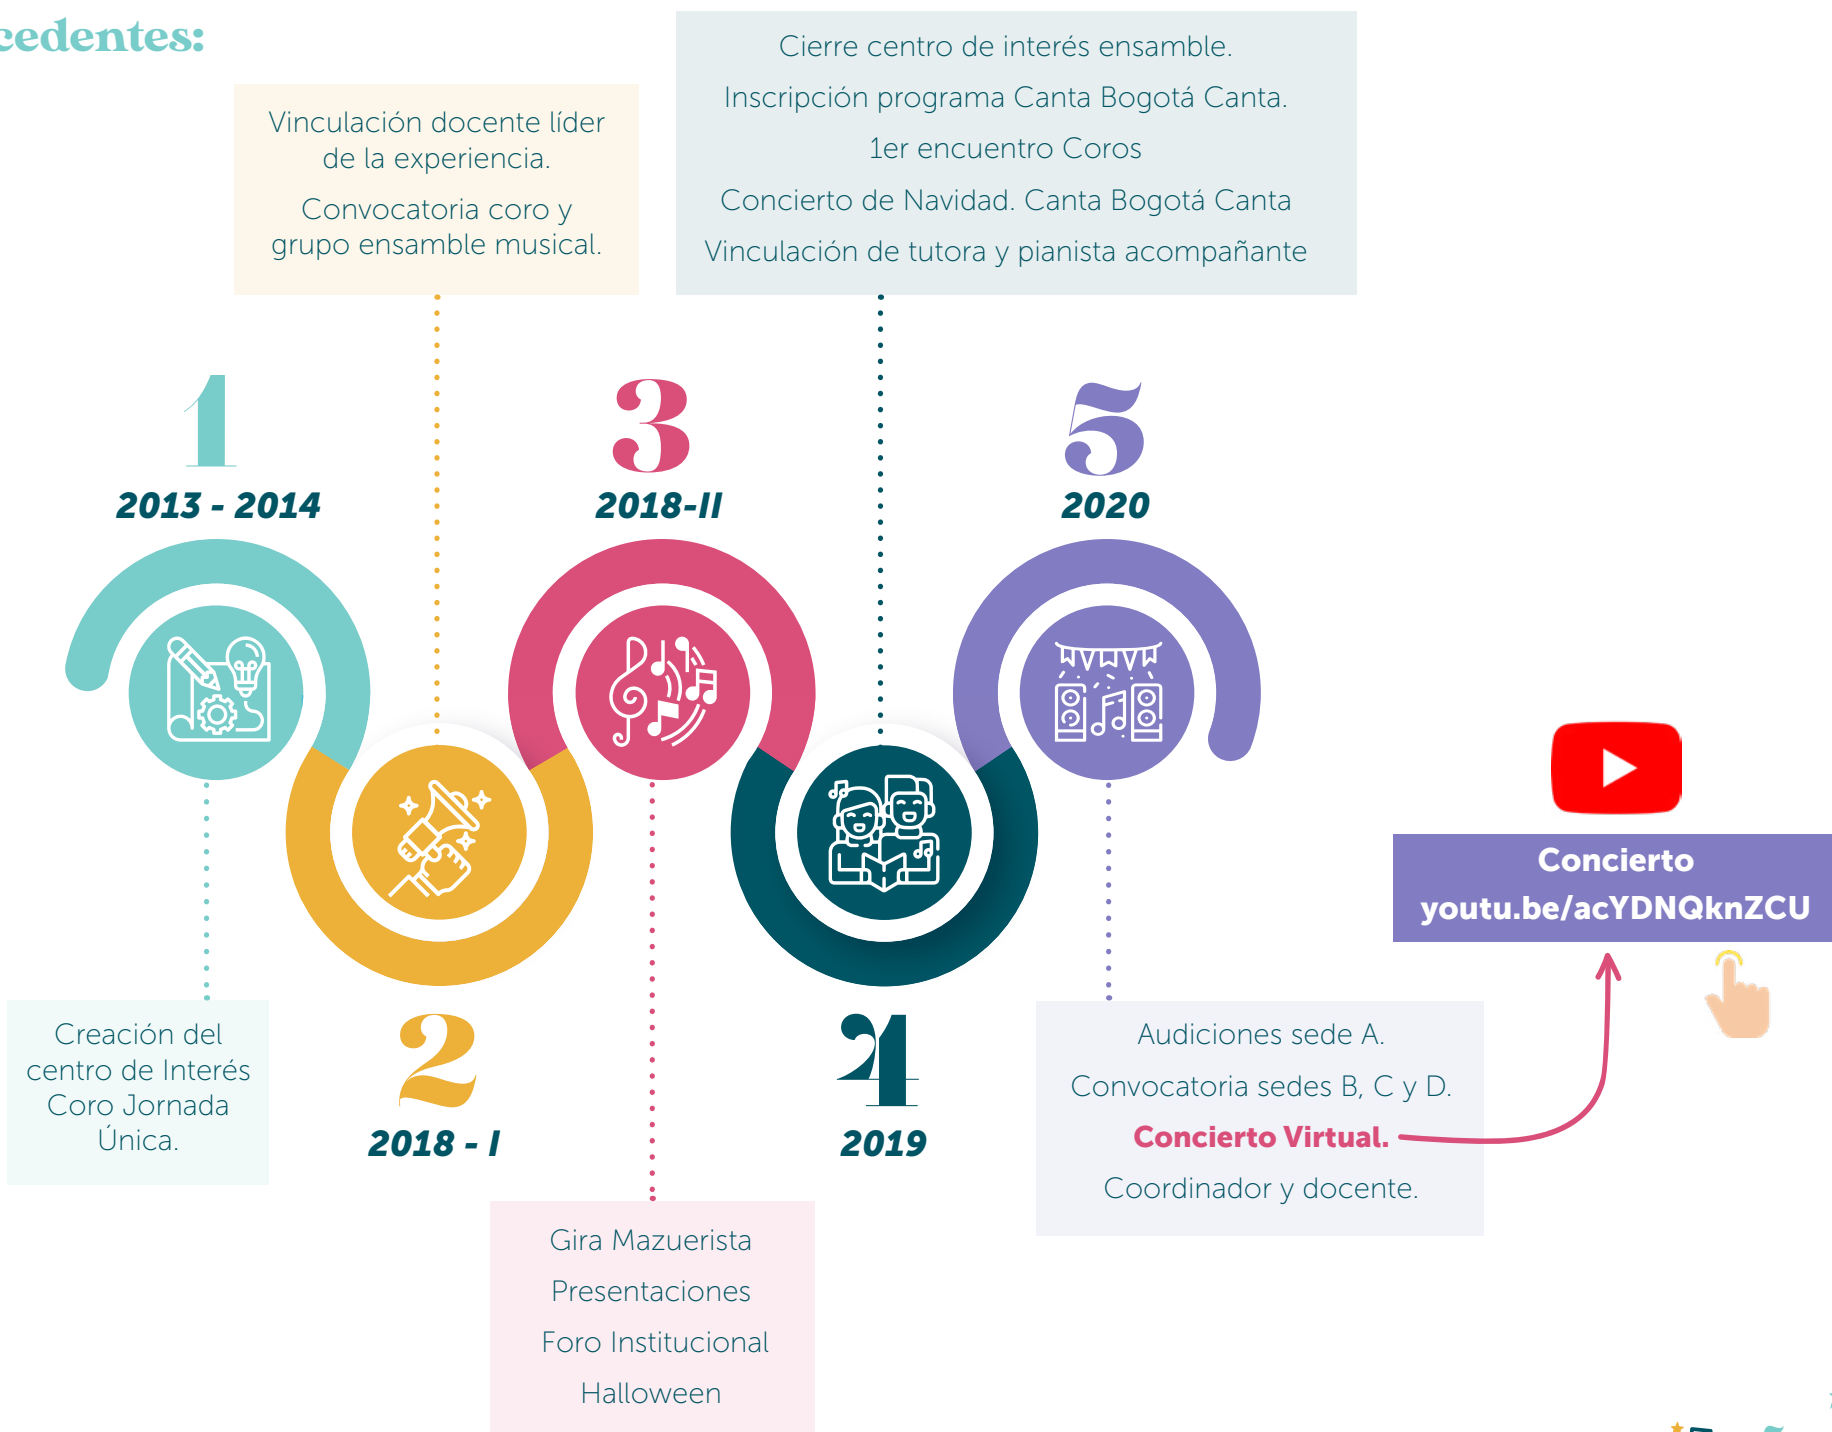 cedentes:
Vinculación docente líder
de la experiencia.
Convocatoria coro y
grupo ensamble musical.
Cierre centro de interés ensamble.
Inscripción programa Canta Bogotá Canta.
1er encuentro Coros
Concierto de Navidad. Canta Bogotá Canta
Vinculación de tutora y pianista acompañante
1
2013 - 2014
3
2018-II
5
2020
Concierto
youtu.be/acYDNQknZCU
Creación del
centro de Interés
Coro Jornada
Única.
2
2018 - I
4
2019
Audiciones sede A.
Convocatoria sedes B, C y D.
Concierto Virtual.
Coordinador y docente.
Gira Mazuerista
Presentaciones
Foro Institucional
Halloween